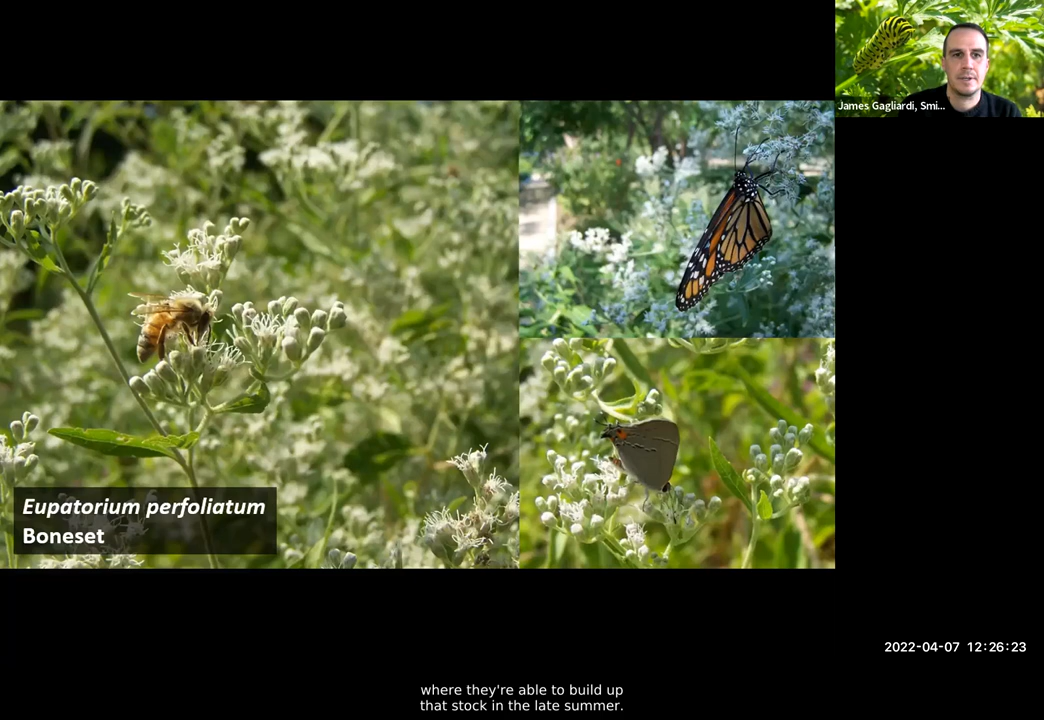 James Gagliardi, Smi...
Eupatorium perfoliatum
Boneset
2022-04-07 12:26:23
where they're able to build up
that stock in the late summer.